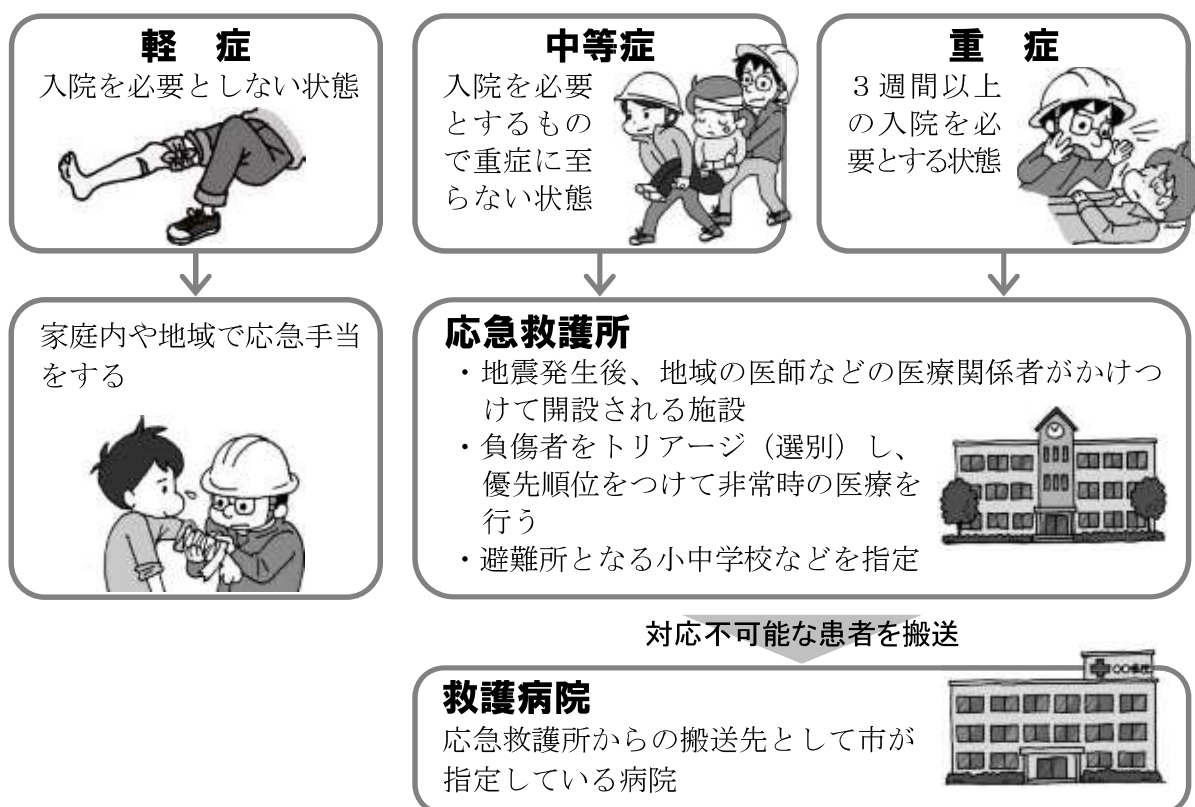 軽　症
入院を必要としない状態
中等症
入院を必要
とするもの
で重症に至
らない状態
重　症
３週間以上
の入院を必
要とする状態
家庭内や地域で応急手当
をする
応急救護所
・地震発生後、地域の医師などの医療関係者がかけつ
けて開設される施設
・負傷者をトリアージ（選別）し、
優先順位をつけて非常時の医療を
行う
・避難所となる小中学校などを指定
対応不可能な患者を搬送
救護病院
応急救護所からの搬送先として市が
指定している病院